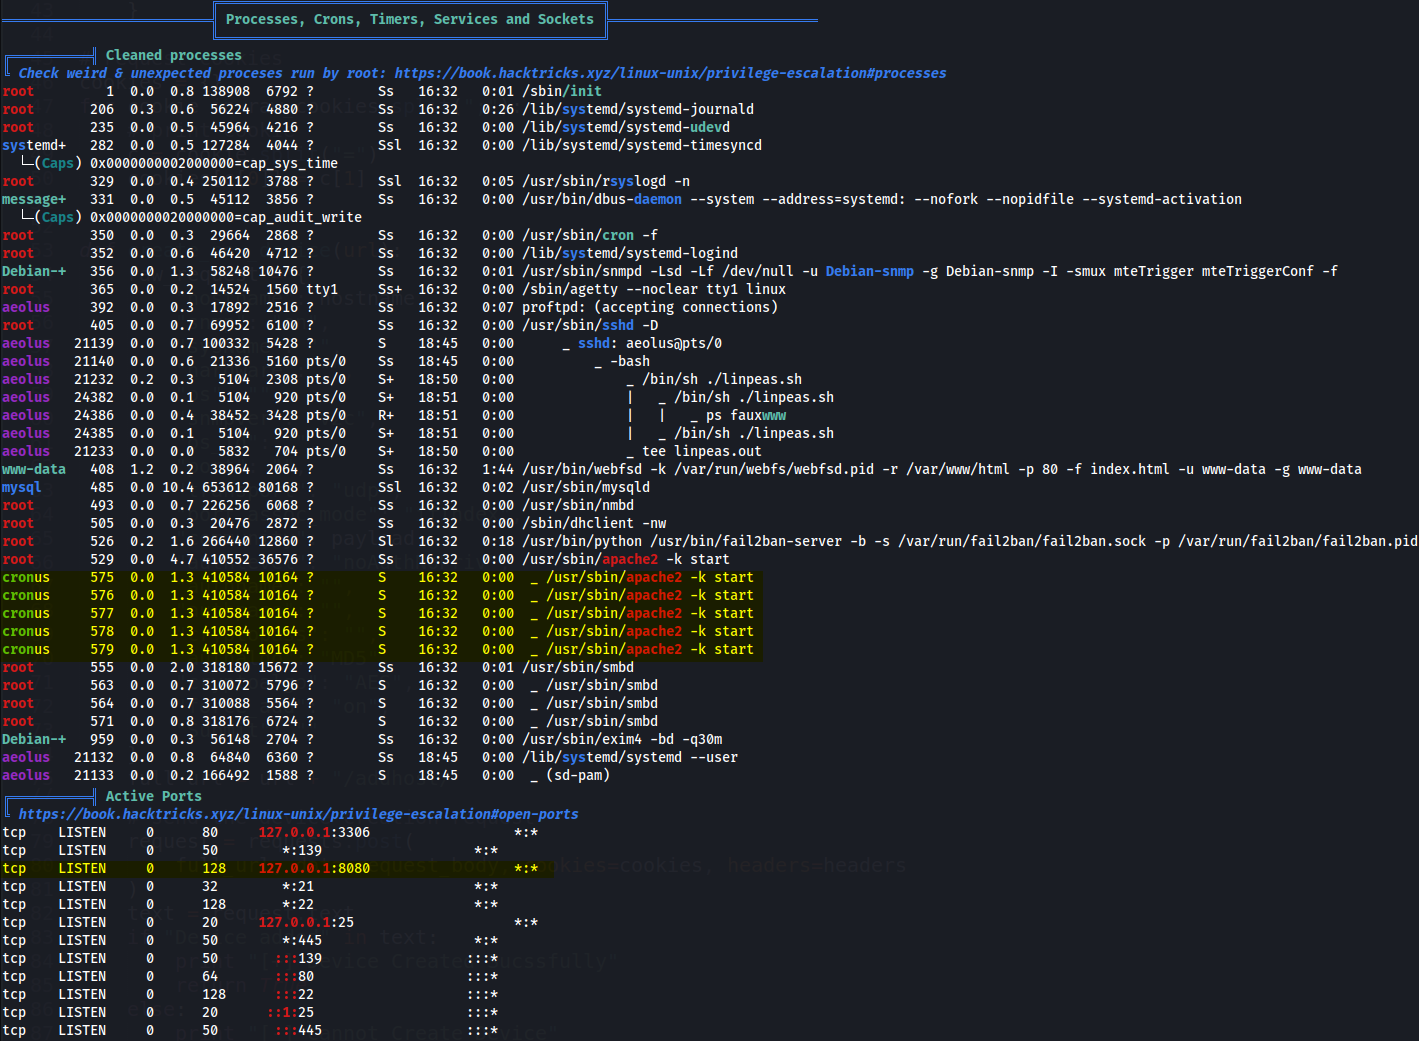 Processes, Crons, Timers, Services and Sockets
Cleaned processes
Check weird & unexpected proceses run by root: https://book.hacktricks.xyz/linux-unix/privilege-escalation#processes
root 1 0.0 0.8 138908 6792 ? Ss 16:32 0:01 /sbin/init
root 206 0.3 0.6 56224 4880 ? Ss 16:32 0:26 /lib/systemd/systemd-journald
root 235 0.0 0.5 45964 4216 ? Ss 16:32 0:00 /lib/systemd/systemd-udevd
systemd+ 282 0.0 0.5 127284 4044 ? Ssl 16:32 0:00 /lib/systemd/systemd-timesyncd
└─(Caps) 0x0000000002000000=cap_sys_time
root 329 0.0 0.4 250112 3788 ? Ssl 16:32 0:05 /usr/sbin/rsyslogd -n
message+ 331 0.0 0.5 45112 3856 ? Ss 16:32 0:00 /usr/bin/dbus-daemon --system --address=systemd: --nofork --nopidfile --systemd-activation
└─(Caps) 0x0000000020000000=cap_audit_write
root 350 0.0 0.3 29664 2868 ? Ss 16:32 0:00 /usr/sbin/cron -f
root 352 0.0 0.6 46420 4712 ? Ss 16:32 0:00 /lib/systemd/systemd-logind
Debian-+ 356 0.0 1.3 58248 10476 ? Ss 16:32 0:01 /usr/sbin/snmpd -Lsd -Lf /dev/null -u Debian-snmp -g Debian-snmp -I -smux mteTrigger mteTriggerConf -f
root 365 0.0 0.2 14524 1560 tty1 Ss+ 16:32 0:00 /sbin/agetty --noclear tty1 linux
aeolus 392 0.0 0.3 17892 2516 ? Ss 16:32 0:07 proftpd: (accepting connections)
root 405 0.0 0.7 69952 6100 ? Ss 16:32 0:00 /usr/sbin/sshd -D
aeolus 21139 0.0 0.7 100332 5428 ? S 18:45 0:00 _ sshd: aeolus@pts/0
aeolus 21140 0.0 0.6 21336 5160 pts/0 Ss 18:45 0:00 _ -bash
aeolus 21232 0.2 0.3 5104 2308 pts/0 S+ 18:50 0:00 _ /bin/sh ./linpeas.sh
aeolus 24382 0.0 0.1 5104 920 pts/0 S+ 18:51 0:00 | _ /bin/sh ./linpeas.sh
aeolus 24386 0.0 0.4 38452 3428 pts/0 R+ 18:51 0:00 | | _ ps fauxwww
aeolus 24385 0.0 0.1 5104 920 pts/0 S+ 18:51 0:00 | _ /bin/sh ./linpeas.sh
aeolus 21233 0.0 0.0 5832 704 pts/0 S+ 18:50 0:00 _ tee linpeas.out
www-data 408 1.2 0.2 38964 2064 ? Ss 16:32 1:44 /usr/bin/webfsd -k /var/run/webfs/webfsd.pid -r /var/www/html -p 80 -f index.html -u www-data -g www-data
mysql 485 0.0 10.4 653612 80168 ? Ssl 16:32 0:02 /usr/sbin/mysqld
root 493 0.0 0.7 226256 6068 ? Ss 16:32 0:00 /usr/sbin/nmbd
root 505 0.0 0.3 20476 2872 ? Ss 16:32 0:00 /sbin/dhclient -nw
root 526 0.2 1.6 266440 12860 ? Sl 16:32 0:18 /usr/bin/python /usr/bin/fail2ban-server -b -s /var/run/fail2ban/fail2ban.sock -p /var/run/fail2ban/fail2ban.pid
root 529 0.0 4.7 410552 36576 ? Ss 16:32 0:00 /usr/sbin/apache2 -k start
cronus 575 0.0 1.3 410584 10164 ? S 16:32 0:00 _ /usr/sbin/apache2 -k start
cronus 576 0.0 1.3 410584 10164 ? S 16:32 0:00 _ /usr/sbin/apache2 -k start
cronus 577 0.0 1.3 410584 10164 ? S 16:32 0:00 _ /usr/sbin/apache2 -k start
cronus 578 0.0 1.3 410584 10164 ? S 16:32 0:00 _ /usr/sbin/apache2 -k start
cronus 579 0.0 1.3 410584 10164 ? S 16:32 0:00 _ /usr/sbin/apache2 -k start
root 555 0.0 2.0 318180 15672 ? Ss 16:32 0:01 /usr/sbin/smbd
root 563 0.0 0.7 310072 5796 ? S 16:32 0:00 _ /usr/sbin/smbd
root 564 0.0 0.7 310088 5564 ? S 16:32 0:00 _ /usr/sbin/smbd
root 571 0.0 0.8 318176 6724 ? S 16:32 0:00 _ /usr/sbin/smbd
Debian-+ 959 0.0 0.3 56148 2704 ? Ss 16:32 0:00 /usr/sbin/exim4 -bd -q30m
aeolus 21132 0.0 0.8 64840 6360 ? Ss 18:45 0:00 /lib/systemd/systemd --user
aeolus 21133 0.0 0.2 166492 1588 ? S 18:45 0:00 _ (sd-pam)
Active Ports
https://book.hacktricks.xyz/linux-unix/privilege-escalation#open-ports
tcp LISTEN 0 80 127.0.0.1:3306 *:*
tcp LISTEN 0 50 *:139 *:*
tcp LISTEN 0 128 127.0.0.1:8080 *:*
tcp LISTEN 0 32 *:21 *:*
tcp LISTEN 0 128 *:22 *:*
tcp LISTEN 0 20 127.0.0.1:25 *:*
tcp LISTEN 0 50 *:445 *:*
tcp LISTEN 0 50 :::139 :::*
tcp LISTEN 0 64 :::80 :::*
tcp LISTEN 0 128 :::22 :::*
tcp LISTEN 0 20 ::1:25 :::*
tcp LISTEN 0 50 :::445 :::*